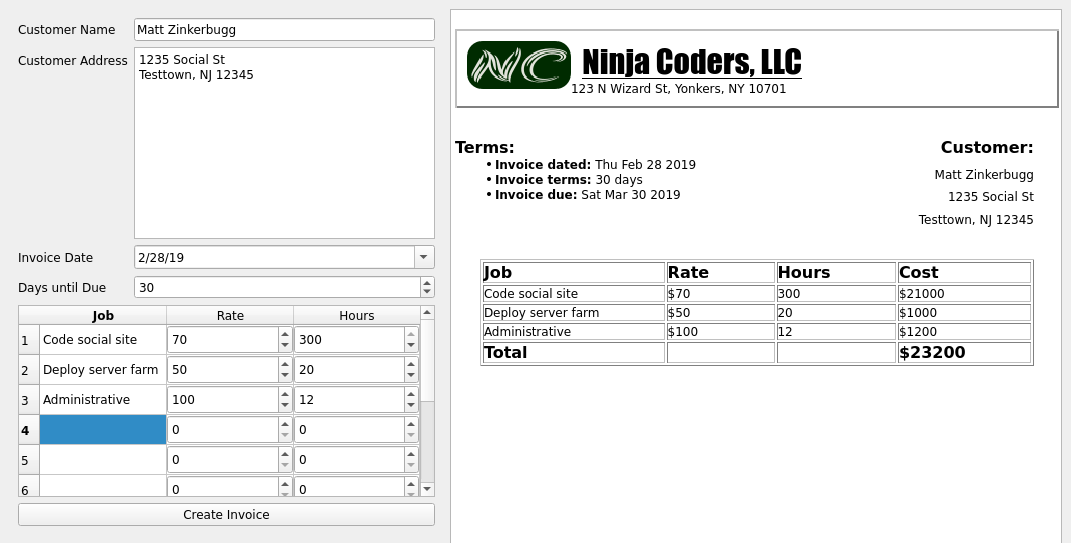 Customer Name Matt Zinkerbugg
Customer Address 1235 Social St
Testtown, NJ 12345
Invoice Date 2/28/19
Days until Due 30
Job Rate Hours
1 Code social site 70 300
2 Deploy server farm 50 20
3 Administrative 100 12
4 0 0
5 0 0
6 0 0
Create Invoice
NC Ninja Coders, LLC
123 N Wizard St, Yonkers, NY 10701
Terms:
• Invoice dated: Thu Feb 28 2019
• Invoice terms: 30 days
• Invoice due: Sat Mar 30 2019
Customer:
Matt Zinkerbugg
1235 Social St
Testtown, NJ 12345
Job Rate Hours Cost
Code social site $70 300 $21000
Deploy server farm $50 20 $1000
Administrative $100 12 $1200
Total $23200